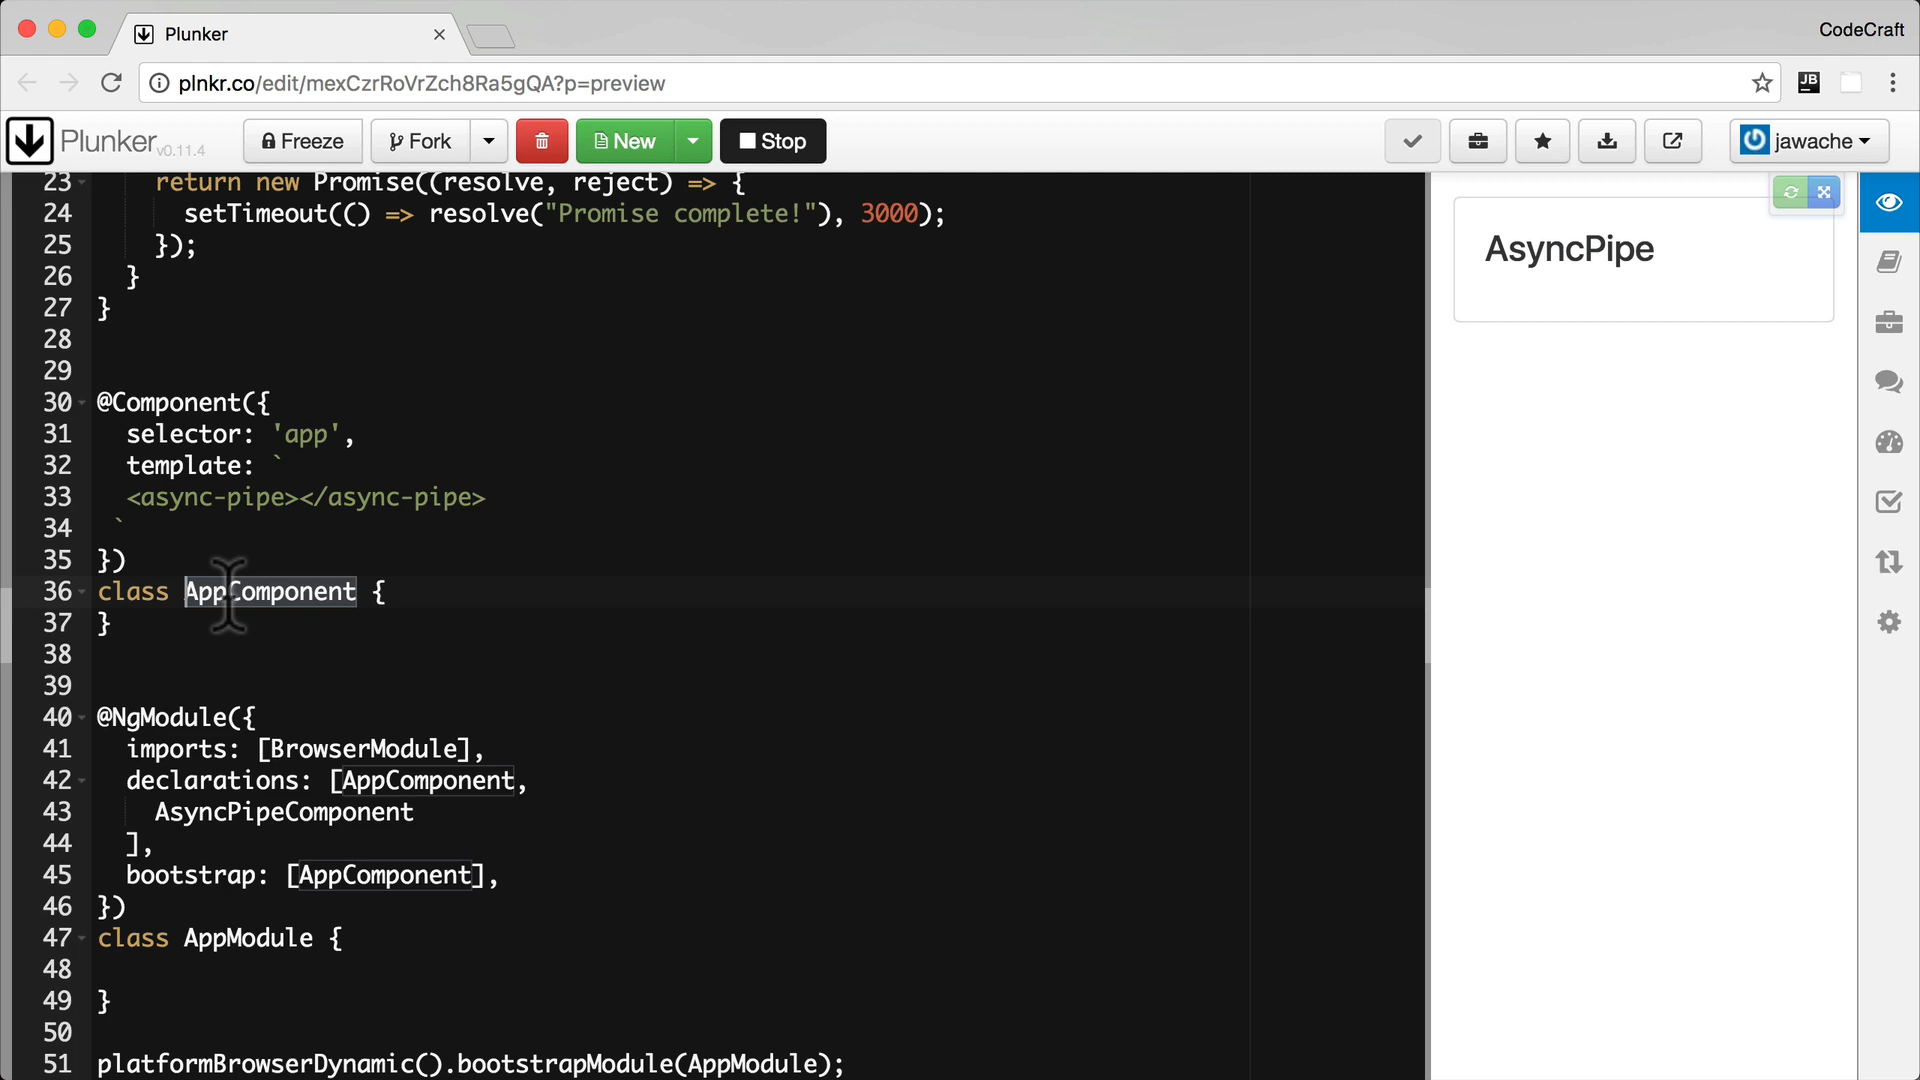 Plunker
CodeCraft
plnkr.co/edit/mexCzrRoVrZch8Ra5gQA?p=preview
JB
Plunker v0.11.4
Freeze
Fork
New
Stop
jawache
23 return new Promise((resolve, reject) => {
24 setTimeout(() => resolve("Promise complete!"), 3000);
25 });
26 }
27 }
28
29
30 @Component({
31 selector: 'app',
32 template: `
33 <async-pipe></async-pipe>
34 `
35 })
36 class AppComponent {
37 }
38
39
40 @NgModule({
41 imports: [BrowserModule],
42 declarations: [AppComponent,
43 AsyncPipeComponent
44 ],
45 bootstrap: [AppComponent],
46 })
47 class AppModule {
48
49 }
50
51 platformBrowserDynamic().bootstrapModule(AppModule);
AsyncPipe